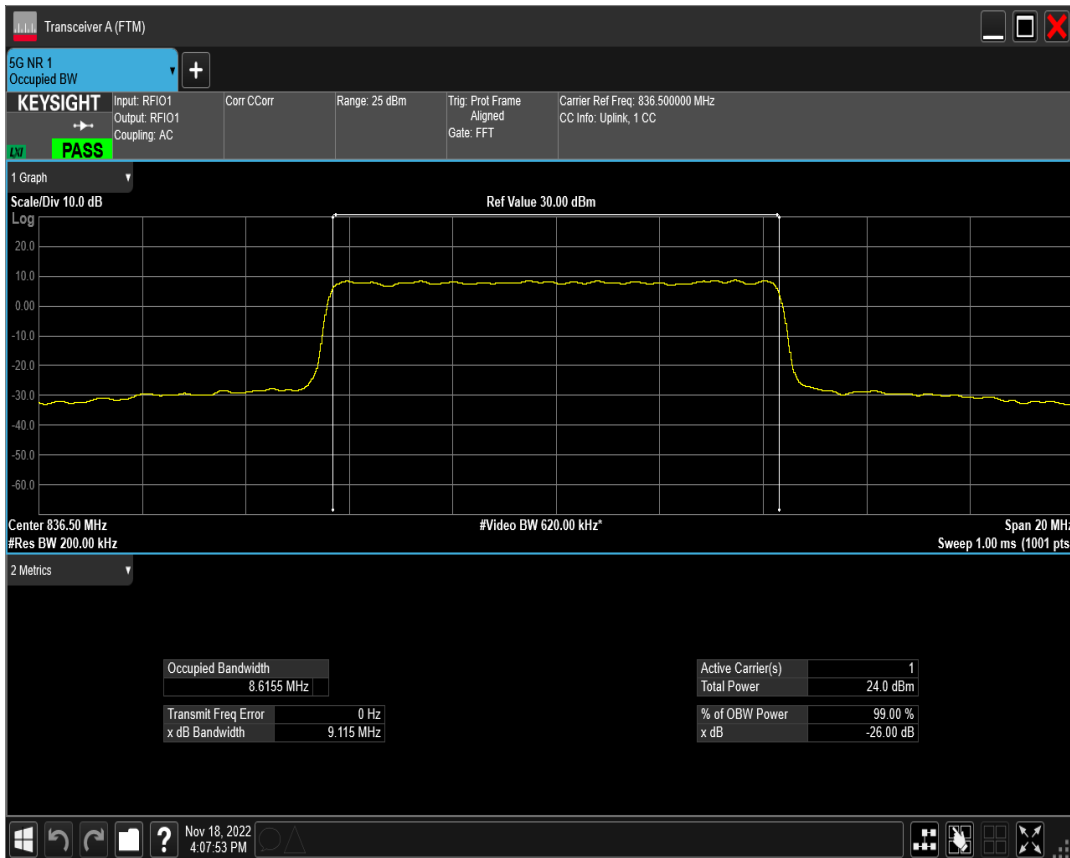 Transceiver A (FTM)
5G NR 1
Occupied BW
+
KEYSIGHT
LXI
PASS
Input: RFIO1
Output: RFIO1
Coupling: AC
Corr CCorr
Range: 25 dBm
Trig: Prot Frame
Aligned
Gate: FFT
Carrier Ref Freq: 836.500000 MHz
CC Info: Uplink, 1 CC
1 Graph
Scale/Div 10.0 dB
Ref Value 30.00 dBm
Log
20.0
10.0
0.00
-10.0
-20.0
-30.0
-40.0
-50.0
-60.0
Center 836.50 MHz
#Video BW 620.00 kHz*
Span 20 MHz
#Res BW 200.00 kHz
Sweep 1.00 ms (1001 pts
2 Metrics
Occupied Bandwidth
8.6155 MHz
Transmit Freq Error 0 Hz
x dB Bandwidth 9.115 MHz
Active Carrier(s) 1
Total Power 24.0 dBm
% of OBW Power 99.00 %
x dB -26.00 dB
?
Nov 18, 2022
4:07:53 PM